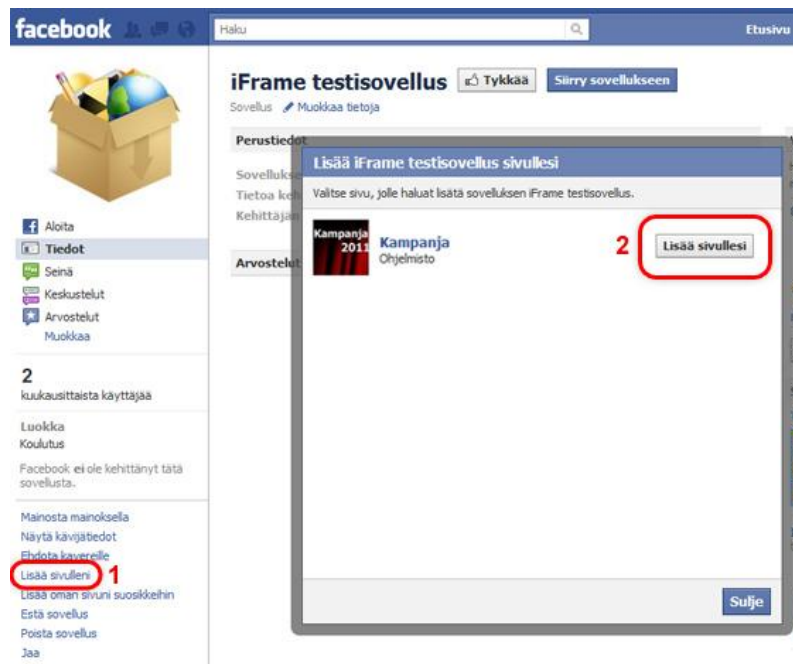 facebook
Haku
Etusivu
iFrame testisovellus
Tykkää
Siirry sovellukseen
Sovellus
Muokkaa tietoja
Perustiedot
Arvostelut
Lisää iFrame testisovellus sivullesi
Valitse sivu, jolle haluat lisätä sovelluksen iFrame testisovellus.
Kampanja
2011
Kampanja
Ohjelmisto
2
Lisää sivullesi
Sulje
Aloita
Tiedot
Seinä
Keskustelut
Arvostelut
Muokkaa
2
kuukausittaista käyttäjää
Luokka
Koulutus
Facebook ei ole kehittänyt tätä
sovellusta.
Mainosta mainoksella
Näytä kävijätiedot
Ehdota kavereille
Lisää sivulleni
1
Lisää oman sivuni suosikkeihin
Estä sovellus
Poista sovellus
Jaa